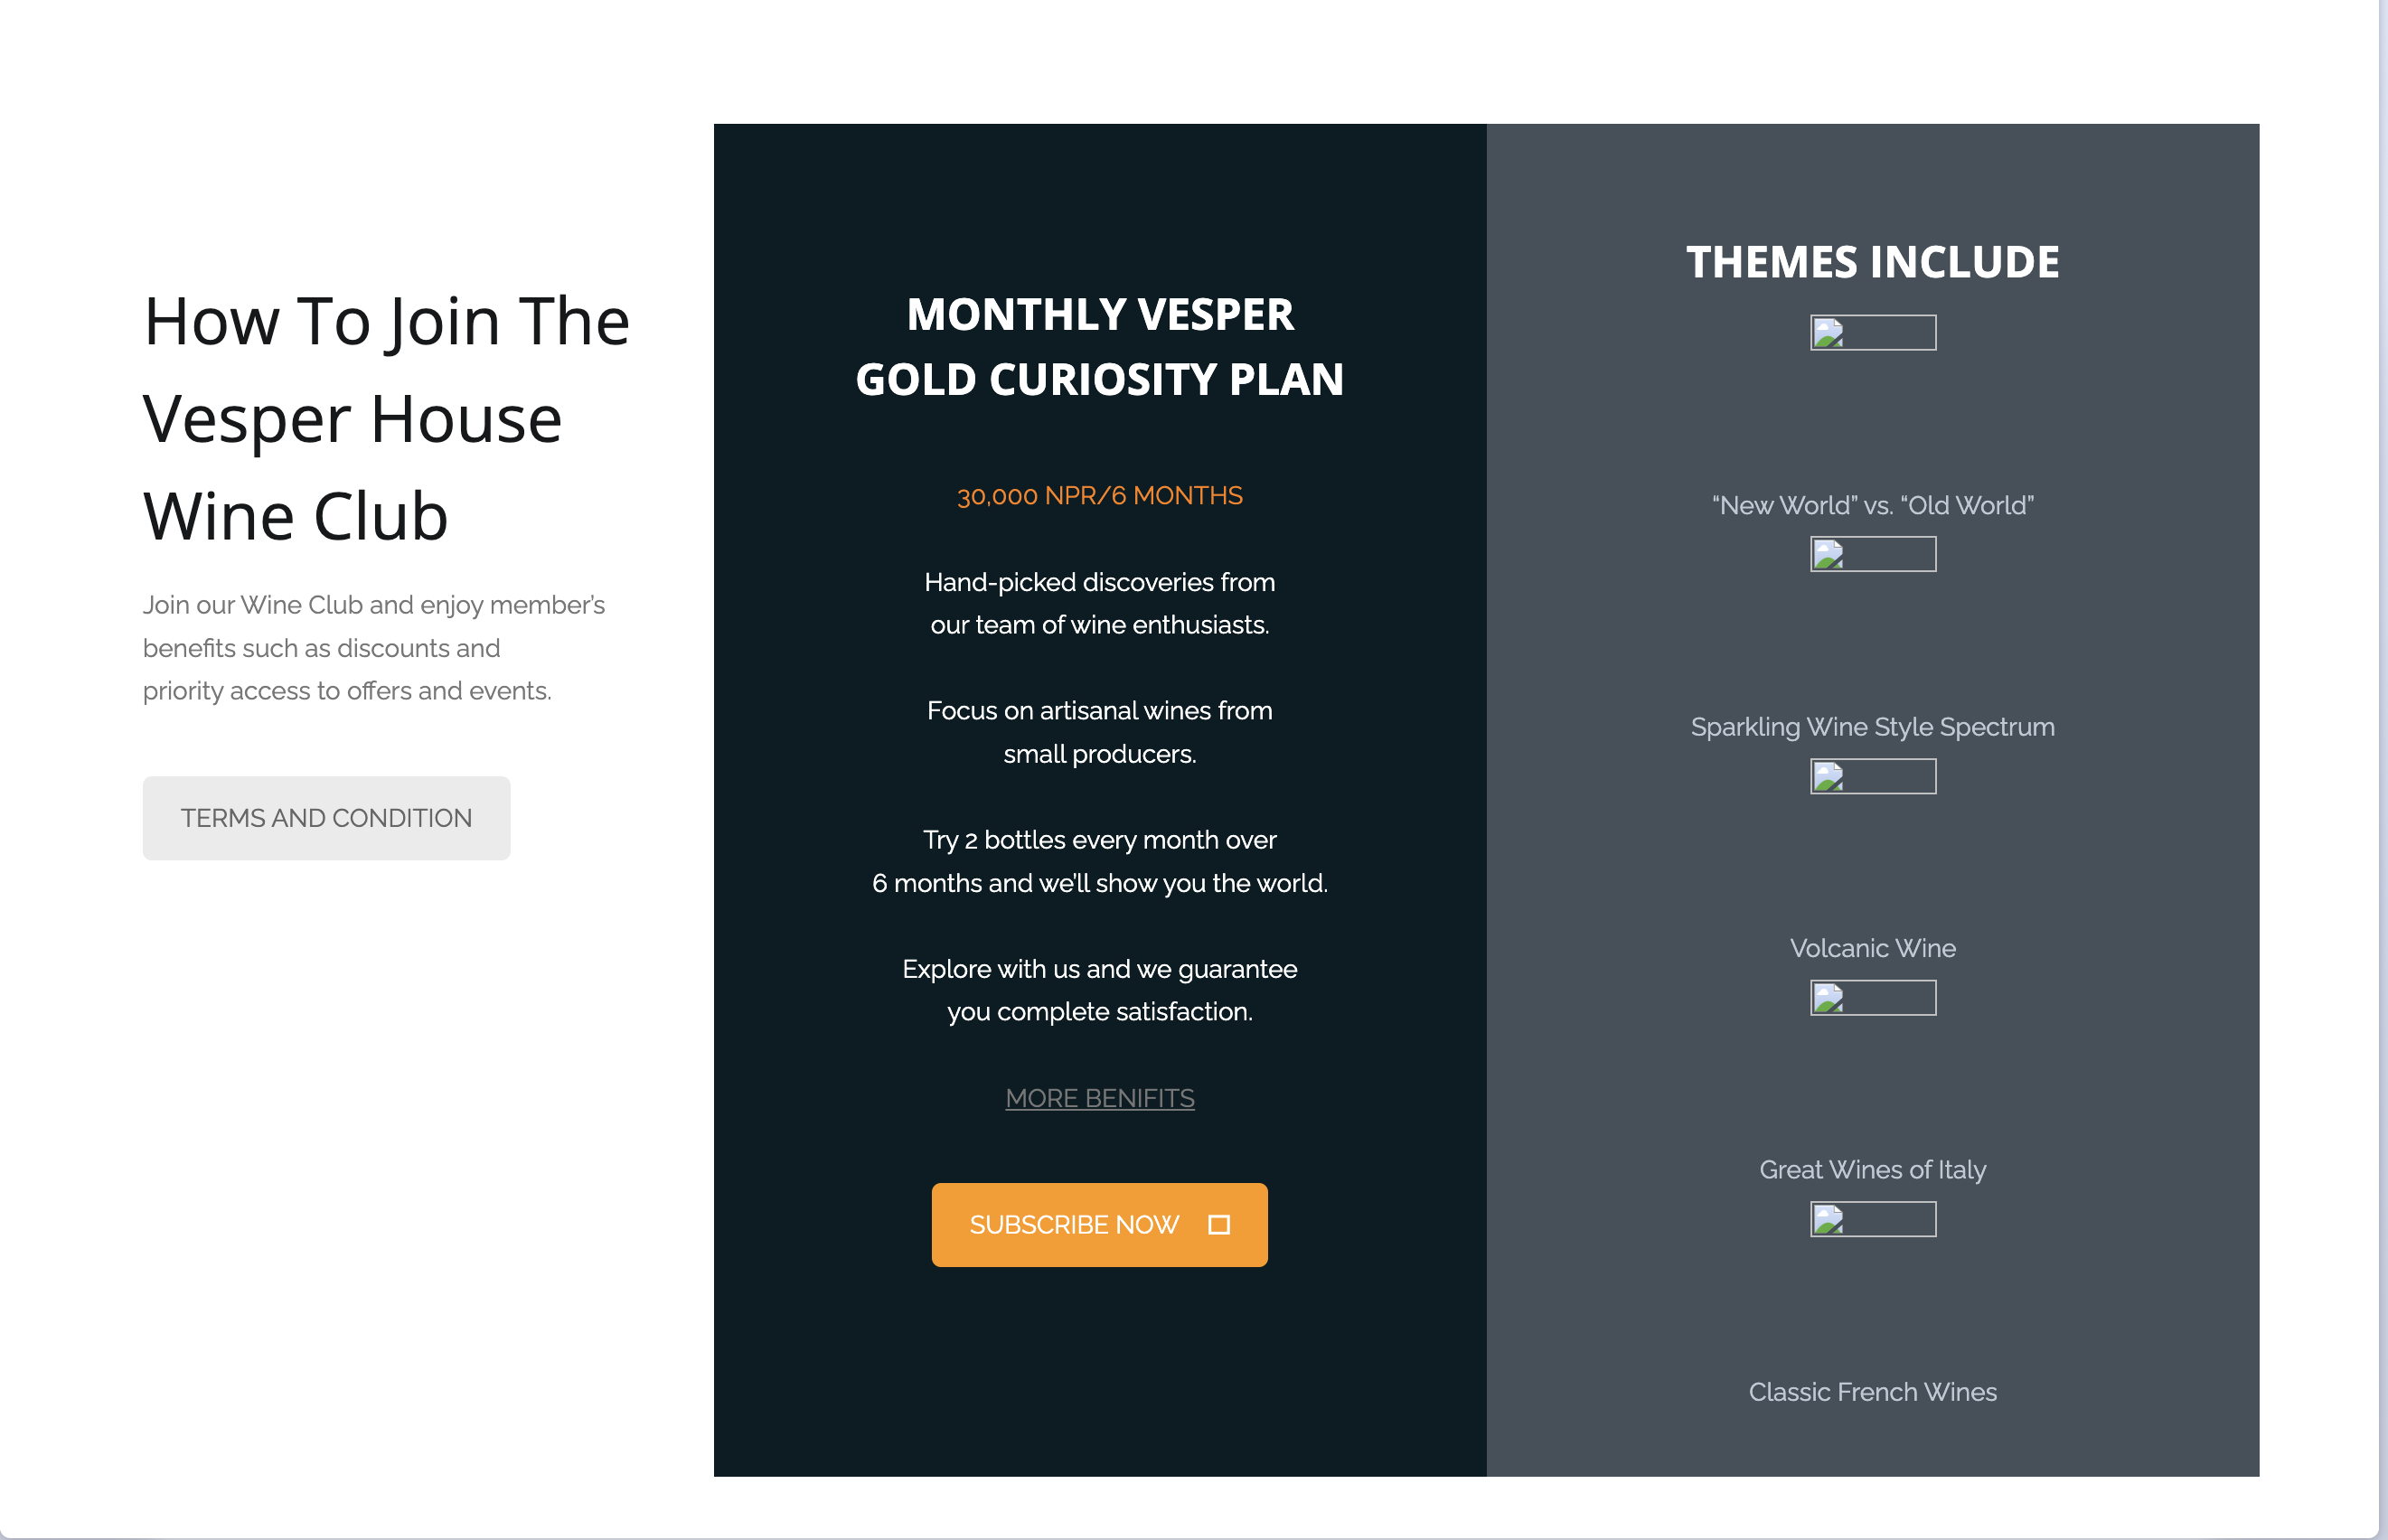 How To Join The
Vesper House
Wine Club
Join our Wine Club and enjoy member’s
benefits such as discounts and
priority access to offers and events.
TERMS AND CONDITION
MONTHLY VESPER
GOLD CURIOSITY PLAN
30,000 NPR/6 MONTHS
Hand-picked discoveries from
our team of wine enthusiasts.
Focus on artisanal wines from
small producers.
Try 2 bottles every month over
6 months and we’ll show you the world.
Explore with us and we guarantee
you complete satisfaction.
MORE BENIFITS
SUBSCRIBE NOW
THEMES INCLUDE
“New World” vs. “Old World”
Sparkling Wine Style Spectrum
Volcanic Wine
Great Wines of Italy
Classic French Wines